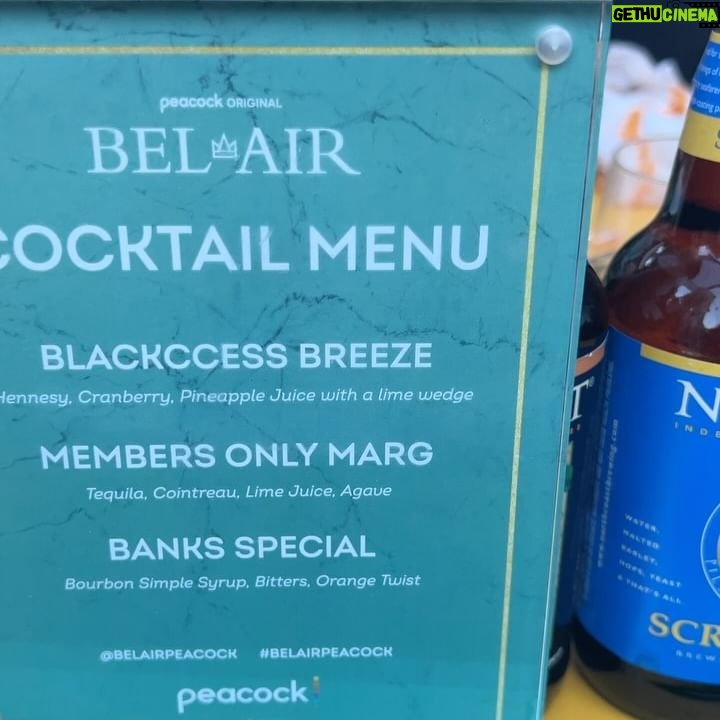 GETHUCINEMA
peacock ORIGINAL
BEL AIR
COCKTAIL MENU
BLACKCCESS BREEZE
Hennesy, Cranberry, Pineapple Juice with a lime wedge
MEMBERS ONLY MARG
Tequila, Cointreau, Lime Juice, Agave
BANKS SPECIAL
Bourbon Simple Syrup, Bitters, Orange Twist
@BELAIRPEACOCK #BELAIRPEACOCK
peacock
WATER,
MALTED
BARLEY,
HOPS, YEAST
& THAT'S ALL